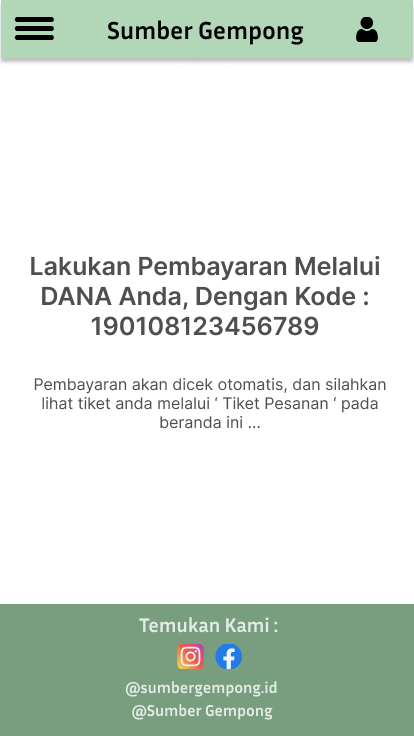 Sumber Gempong
Lakukan Pembayaran Melalui
DANA Anda, Dengan Kode :
190108123456789
Pembayaran akan dicek otomatis, dan silahkan
lihat tiket anda melalui ‘ Tiket Pesanan ‘ pada
beranda ini ...
Temukan Kami :
@sumbergempong.id
@Sumber Gempong